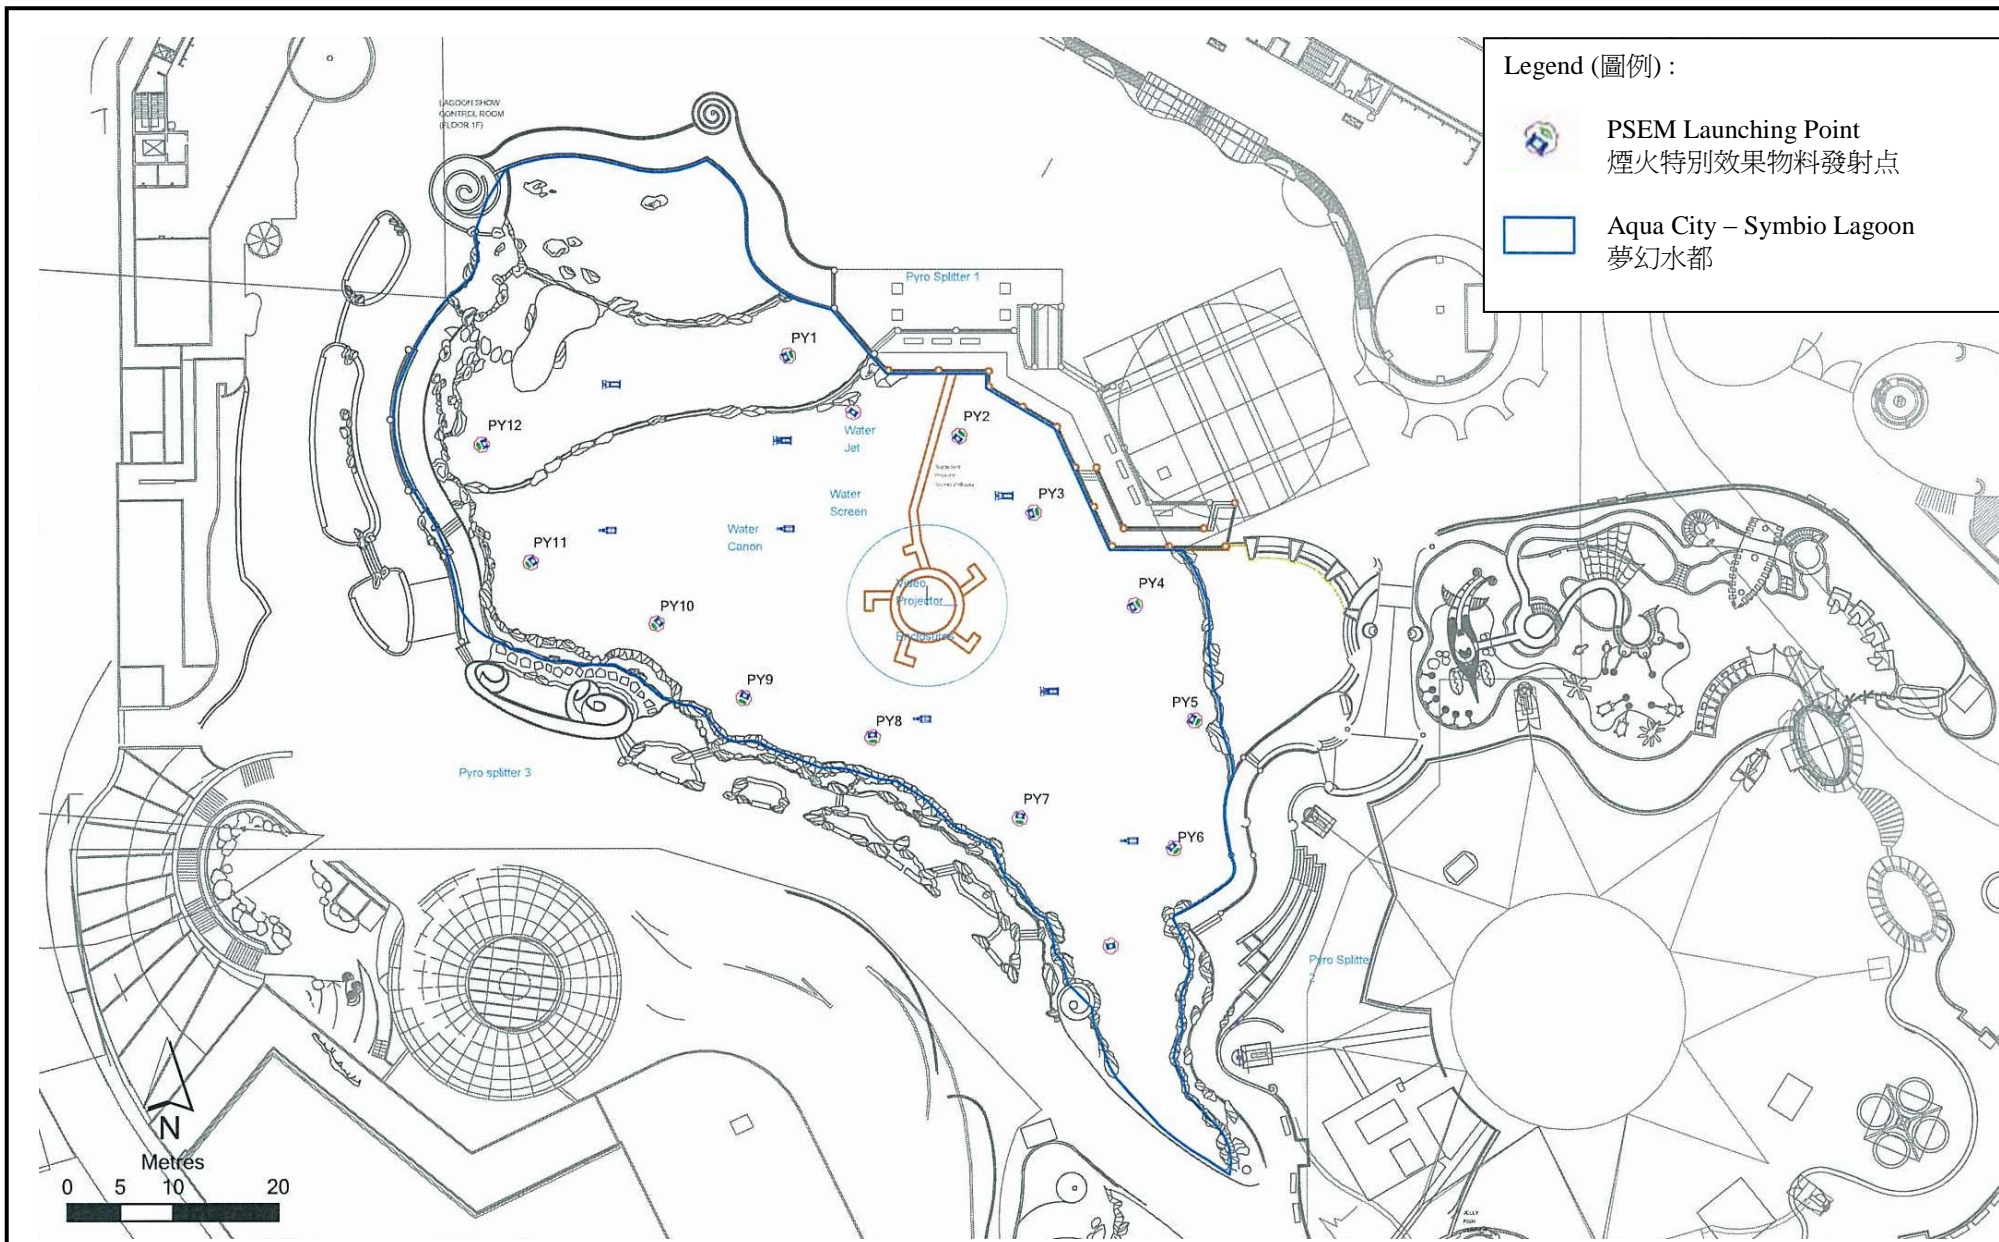 Legend (圖例) :
PSEM Launching Point
煙火特別效果物料發射点
Aqua City – Symbio Lagoon
夢幻水都
LAGOON SHOW
CONTROL ROOM
(FLOOR 1F)
Pyro Splitter 1
PY1
PY2
Water
Jet
PY12
PY3
Water
Screen
Water
Canon
PY11
Video
Projector
Enclosures
PY4
PY10
PY9
PY5
PY8
Pyro splitter 3
PY7
PY6
Pyro Splitter
2
N
Metres
0 5 10 20
JELLY
FISH